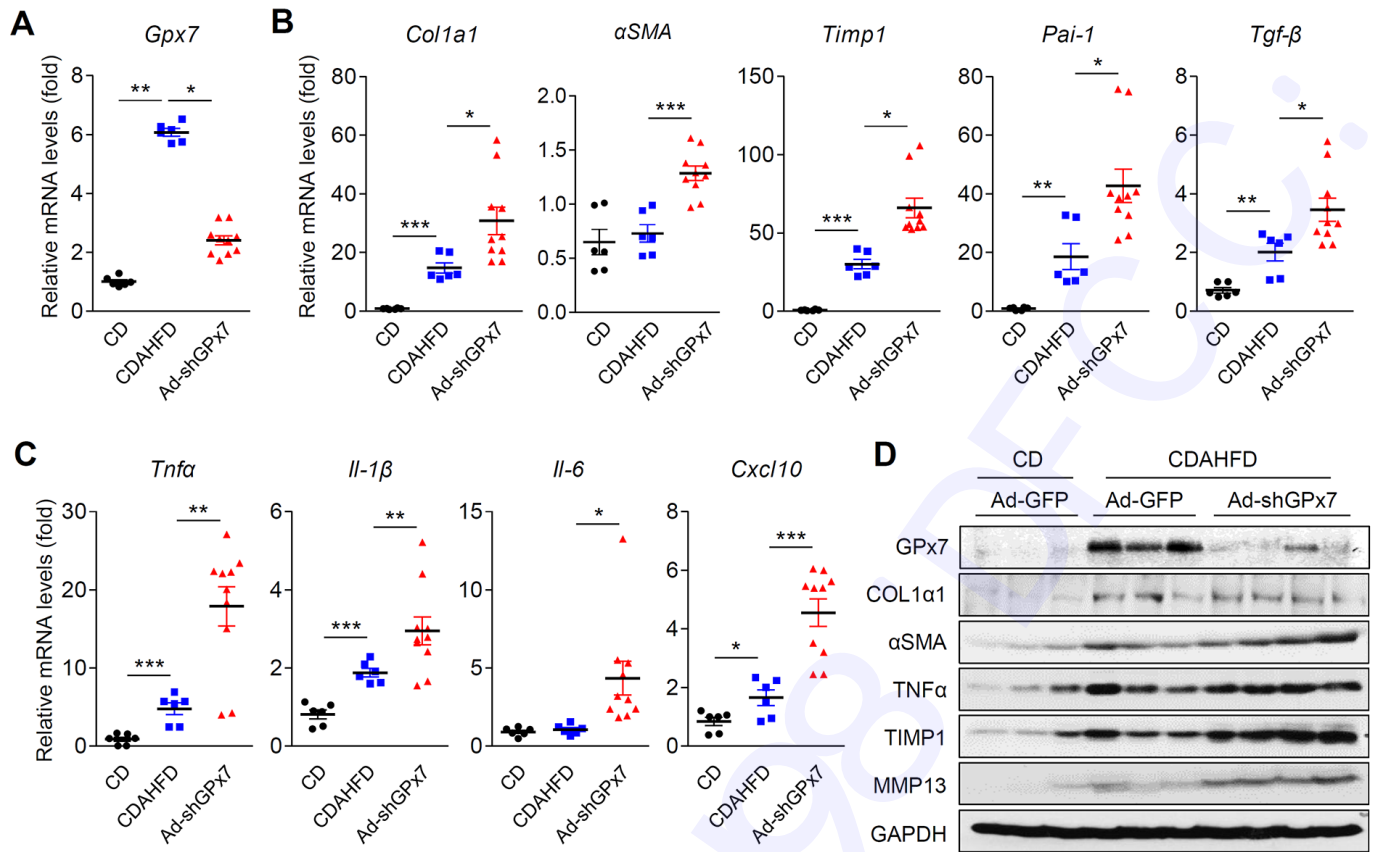 A
Gpx7
Relative mRNA levels (fold)
8
6
4
2
0
** *
CD
CDAHFD
Ad-shGPx7
B
Col1a1
Relative mRNA levels (fold)
80
60
40
20
0
*** *
CD
CDAHFD
Ad-shGPx7
αSMA
2.0
1.5
1.0
0.5
0.0
***
CD
CDAHFD
Ad-shGPx7
Timp1
150
100
50
0
*** *
CD
CDAHFD
Ad-shGPx7
Pai-1
80
60
40
20
0
** *
CD
CDAHFD
Ad-shGPx7
Tgf-β
8
6
4
2
0
** *
CD
CDAHFD
Ad-shGPx7
C
Tnfα
Relative mRNA levels (fold)
30
20
10
0
*** **
CD
CDAHFD
Ad-shGPx7
Il-1β
6
4
2
0
*** **
CD
CDAHFD
Ad-shGPx7
Il-6
15
10
5
0
*
CD
CDAHFD
Ad-shGPx7
Cxcl10
8
6
4
2
0
* ***
CD
CDAHFD
Ad-shGPx7
D
CD CDAHFD
Ad-GFP Ad-GFP Ad-shGPx7
GPx7
COL1α1
αSMA
TNFα
TIMP1
MMP13
GAPDH